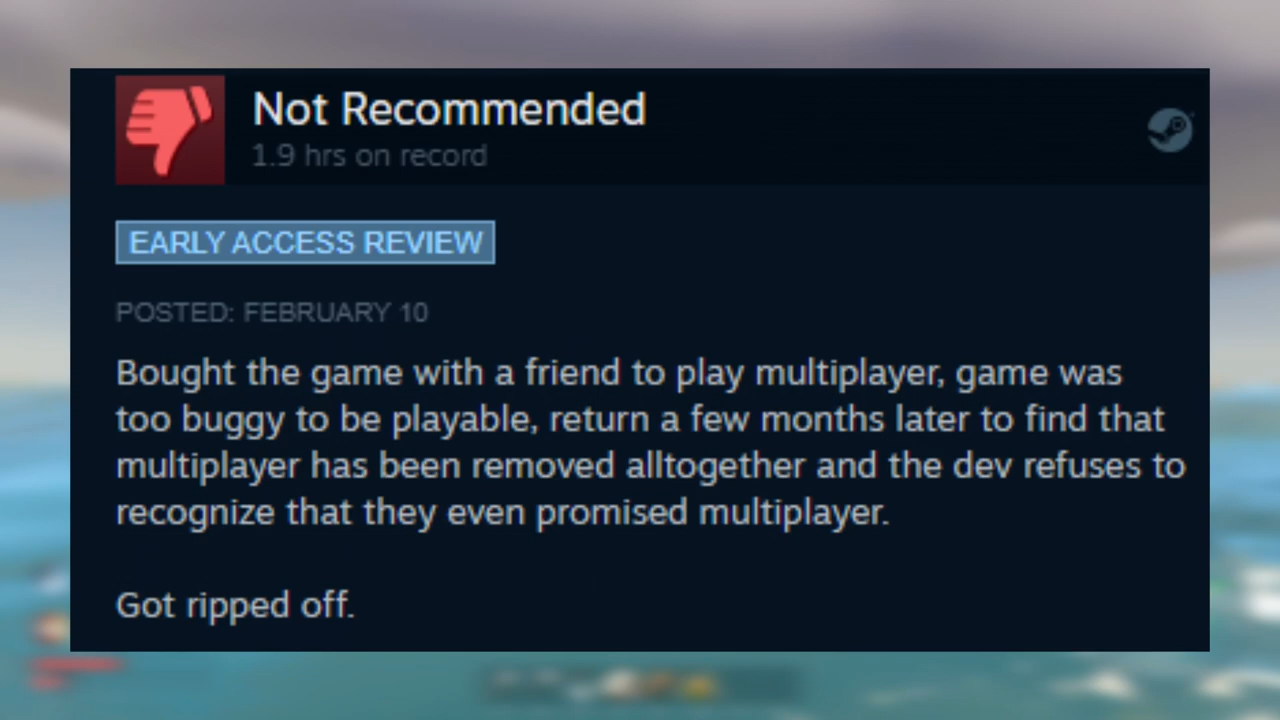 Not Recommended
1.9 hrs on record
EARLY ACCESS REVIEW
POSTED: FEBRUARY 10
Bought the game with a friend to play multiplayer, game was
too buggy to be playable, return a few months later to find that
multiplayer has been removed alltogether and the dev refuses to
recognize that they even promised multiplayer.
Got ripped off.